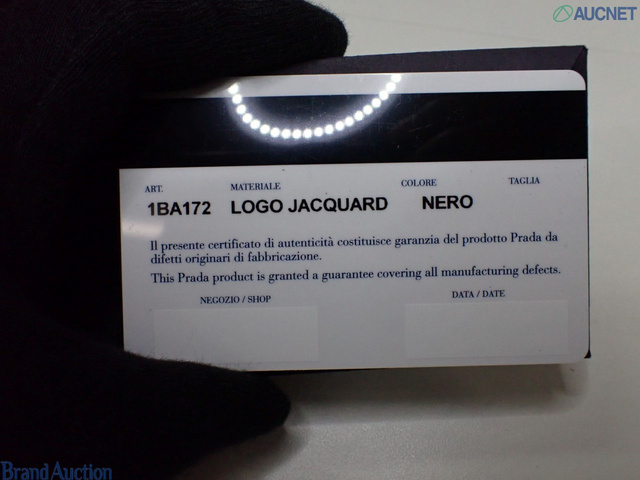 AUCNET
ART. MATERIALE COLORE TAGLIA
1BA172 LOGO JACQUARD NERO
Il presente certificato di autenticità costituisce garanzia del prodotto Prada da
difetti originari di fabbricazione.
This Prada product is granted a guarantee covering all manufacturing defects.
NEGOZIO / SHOP DATA / DATE
Brand Auction